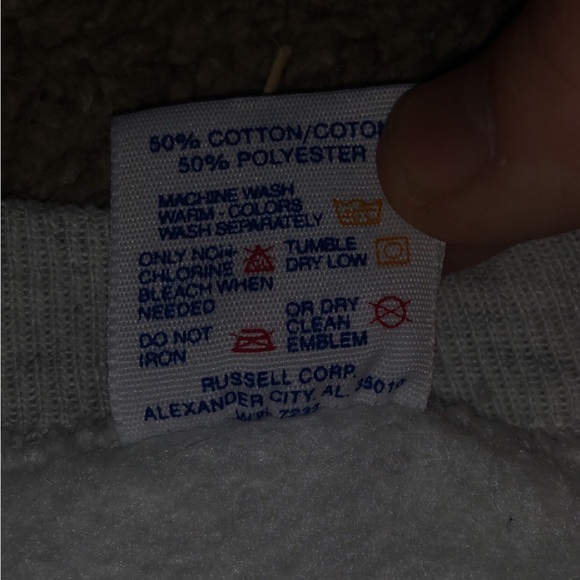 50% COTTON/COTON
50% POLYESTER
MACHINE WASH
WARM - COLORS
WASH SEPARATELY
ONLY NON-
CHLORINE
BLEACH WHEN
NEEDED
TUMBLE
DRY LOW
DO NOT
IRON
OR DRY
CLEAN
EMBLEM
RUSSELL CORP.
ALEXANDER CITY, AL.